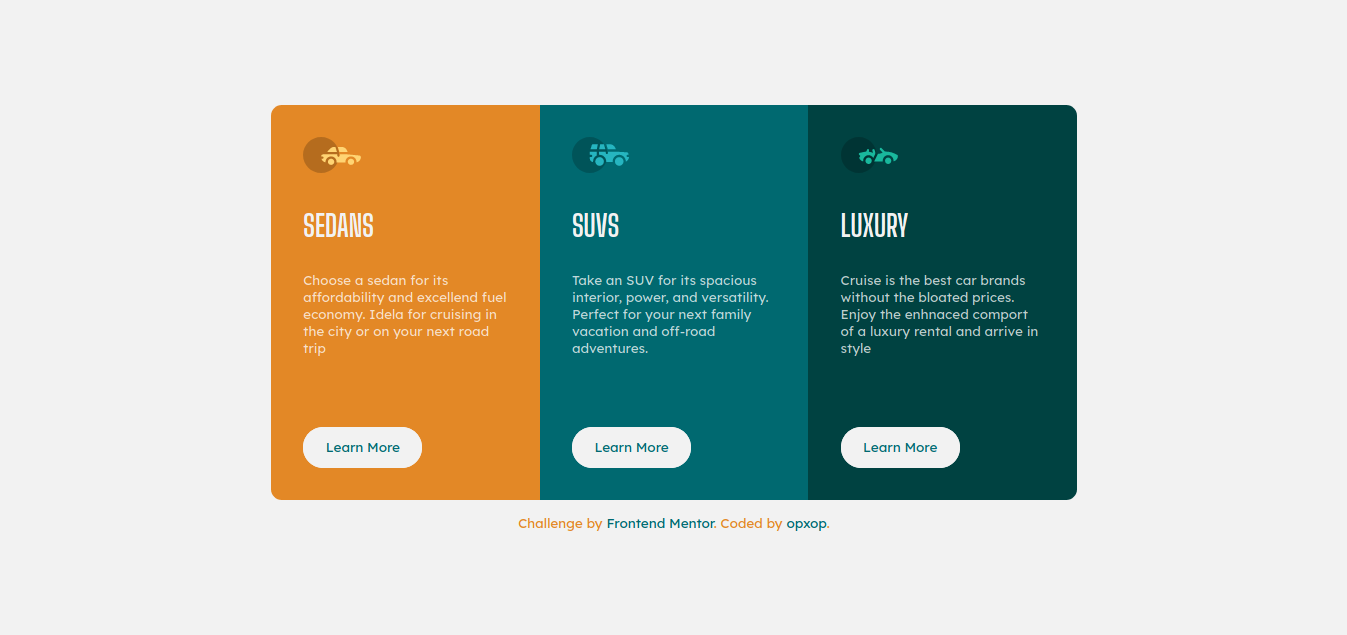 SEDANS
Choose a sedan for its
affordability and excellend fuel
economy. Idela for cruising in
the city or on your next road
trip
Learn More
SUVS
Take an SUV for its spacious
interior, power, and versatility.
Perfect for your next family
vacation and off-road
adventures.
Learn More
LUXURY
Cruise is the best car brands
without the bloated prices.
Enjoy the enhnaced comport
of a luxury rental and arrive in
style
Learn More
Challenge by Frontend Mentor. Coded by opxop.